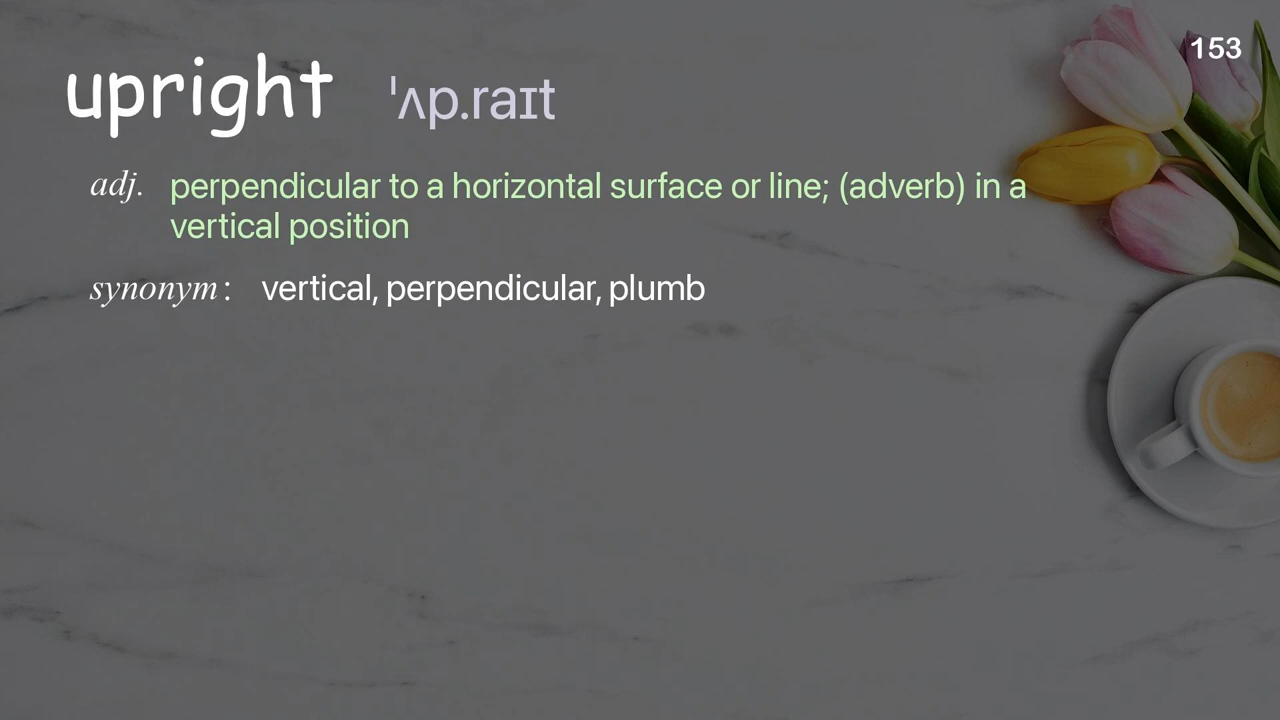 153
upright ˈʌp.raɪt
adj. perpendicular to a horizontal surface or line; (adverb) in a
vertical position
synonym: vertical, perpendicular, plumb